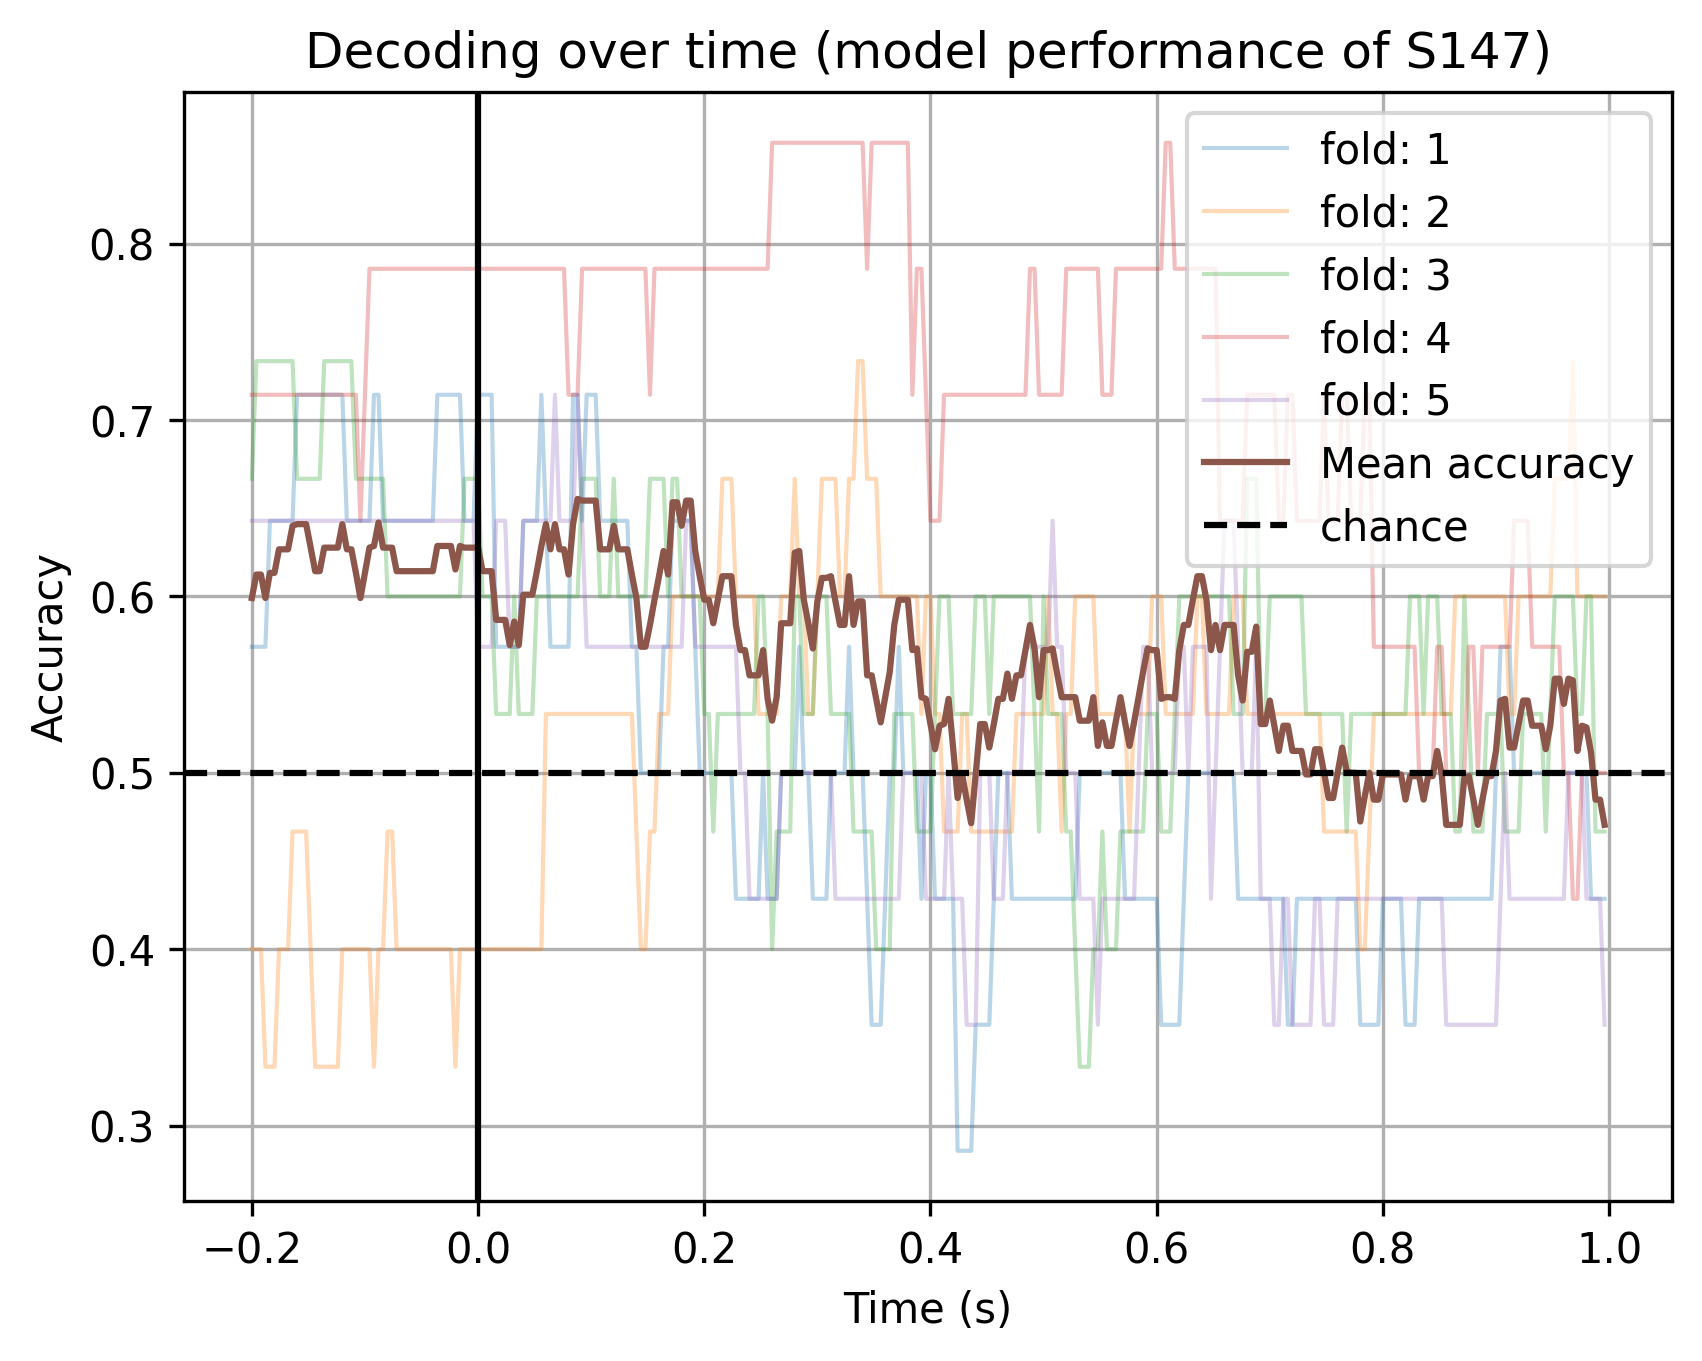 Decoding over time (model performance of S147)
fold: 1
fold: 2
fold: 3
fold: 4
fold: 5
Mean accuracy
chance
Accuracy
0.8
0.7
0.6
0.5
0.4
0.3
−0.2 0.0 0.2 0.4 0.6 0.8 1.0
Time (s)